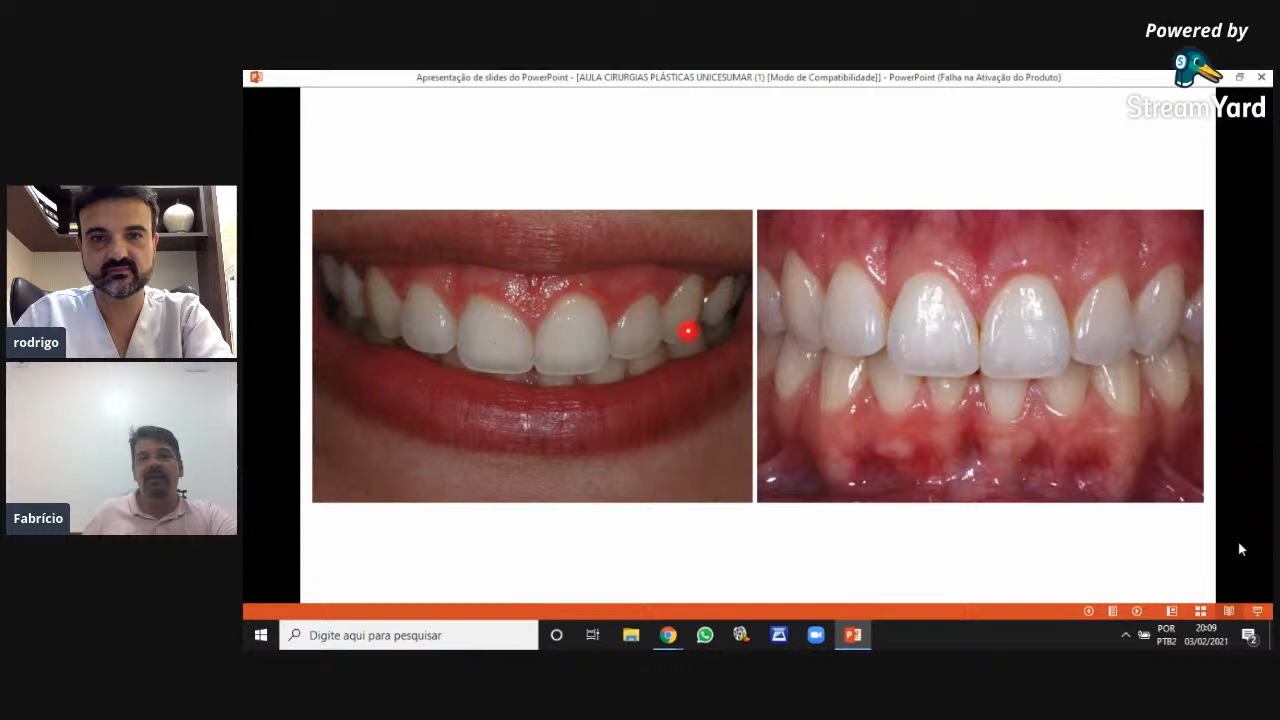 Powered by
StreamYard
Apresentação de slides do PowerPoint - [AULA CIRURGIAS PLÁSTICAS UNICESUMAR (1) [Modo de Compatibilidade]] - PowerPoint (Falha na Ativação do Produto)
rodrigo
Fabrício
Digite aqui para pesquisar
POR
PTB2
20:09
03/02/2021
2